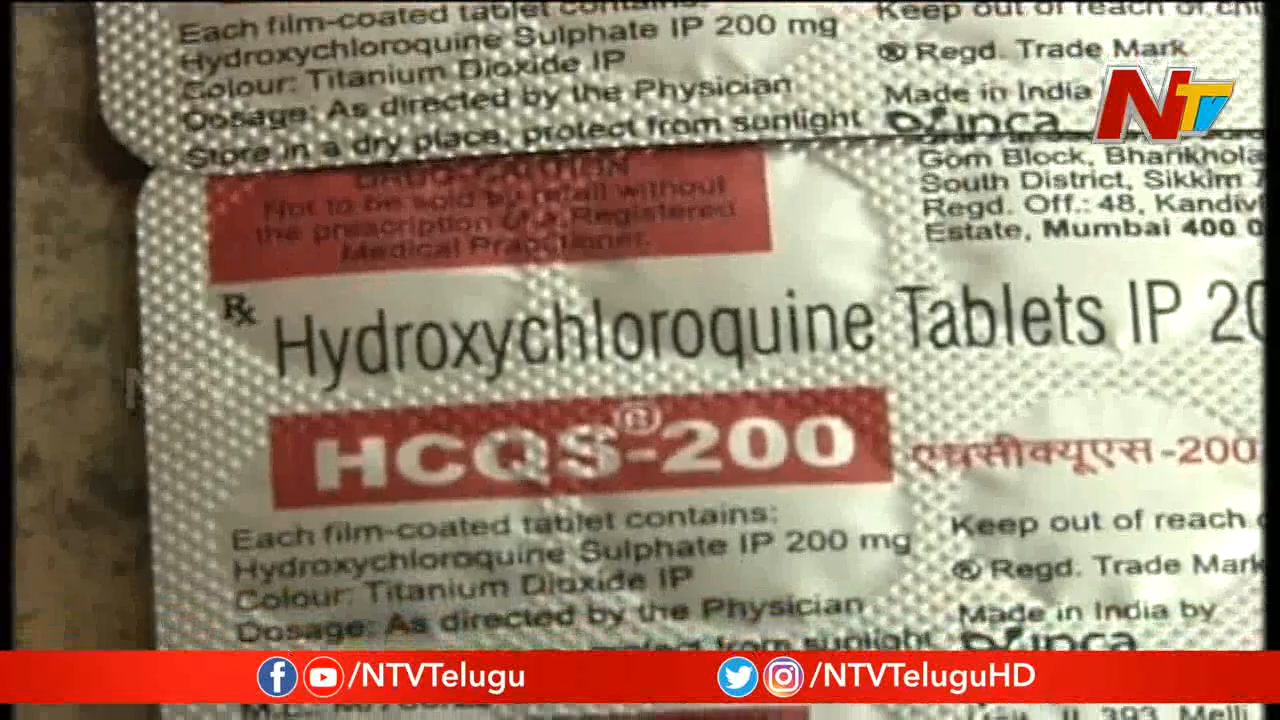 Each film-coated tablet contains:
Hydroxychloroquine Sulphate IP 200 mg
Colour: Titanium Dioxide IP
Dosage: As directed by the Physician
Store in a dry place, protect from sunlight
Keep out of reach of
® Regd. Trade Mark
Made in India
NTV
Gom Block, Bharikhola
South District, Sikkim
Regd. Off.: 48,
Estate, Mumbai 400 0
Not to be sold by retail without
the prescription of a Registered
Medical Practitioner.
Rx
Hydroxychloroquine Tablets IP 20
HCQS®-200
एचसीक्यूएस-200
Each film-coated tablet contains:
Hydroxychloroquine Sulphate IP 200 mg
Colour: Titanium Dioxide IP
Dosage: As directed by the Physician
protect from sunlight
Keep out of reach
® Regd. Trade Mark
Made in India by
/NTVTelugu
/NTVTeluguHD